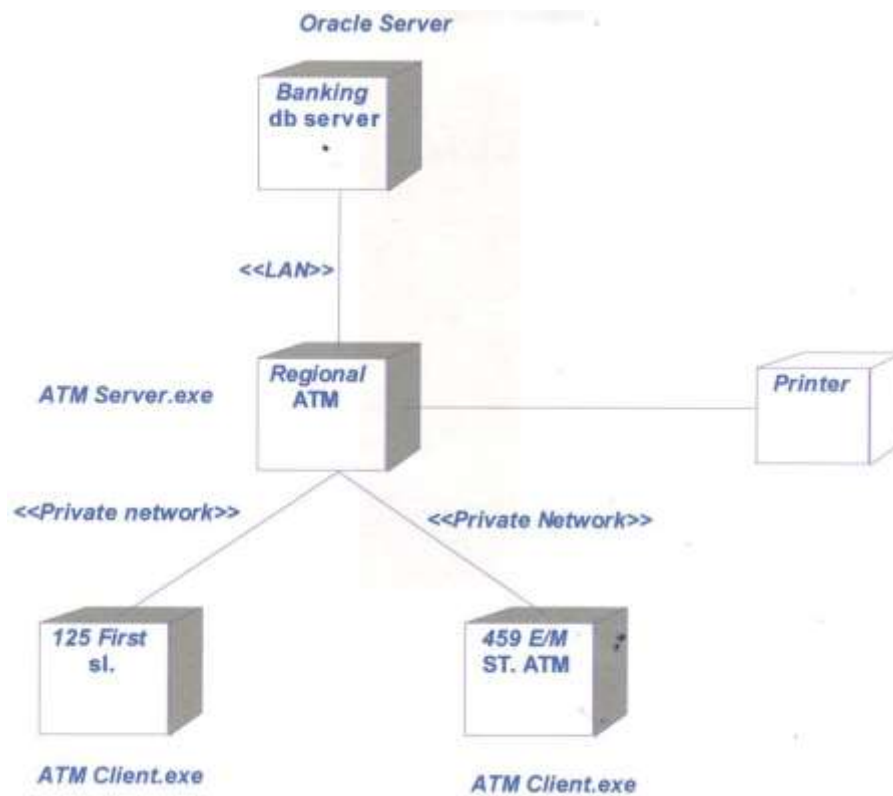 Oracle Server
Banking
db server
<<LAN>>
Regional
ATM
ATM Server.exe
Printer
<<Private network>>
<<Private Network>>
125 First
sl.
459 E/M
ST. ATM
ATM Client.exe
ATM Client.exe